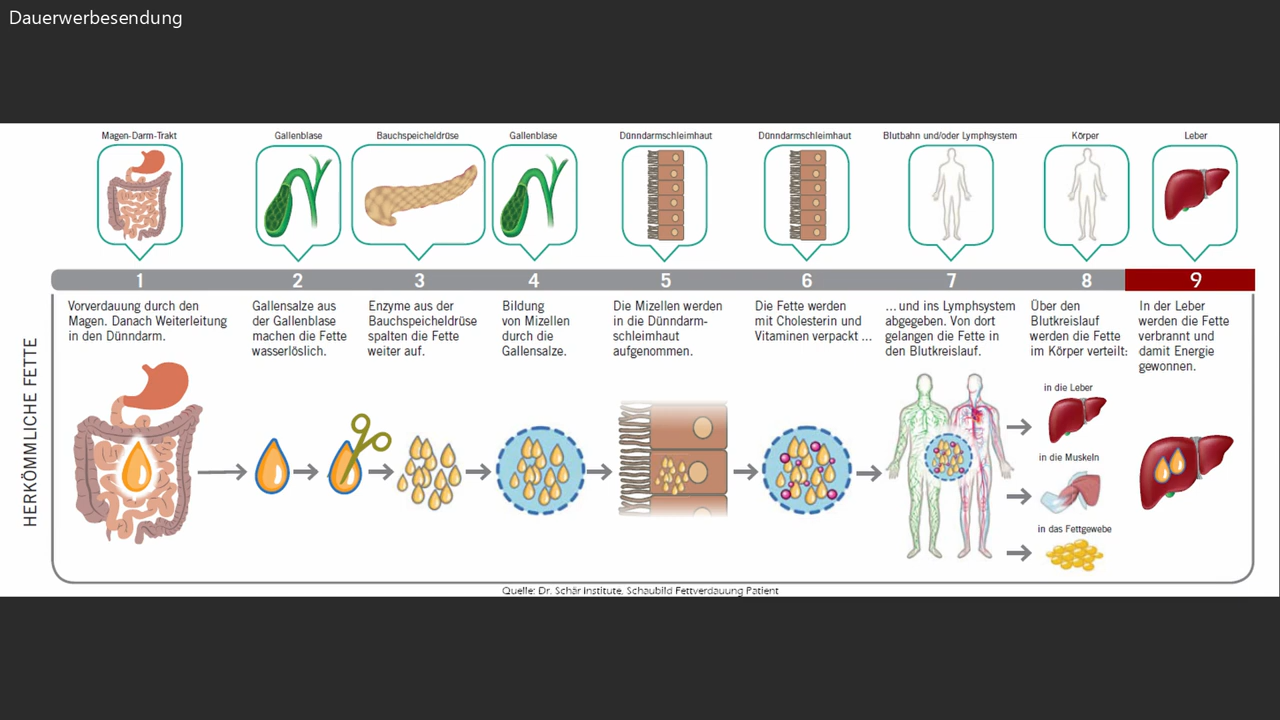 Dauerwerbesendung
Magen-Darm-Trakt
Gallenblase
Bauchspeicheldrüse
Gallenblase
Dünndarmschleimhaut
Dünndarmschleimhaut
Blutbahn und/oder Lymphsystem
Körper
Leber
1
2
3
4
5
6
7
8
9
HERKÖMMLICHE FETTE
Vorverdauung durch den
Magen. Danach Weiterleitung
in den Dünndarm.
Gallensalze aus
der Gallenblase
machen die Fette
wasserlöslich.
Enzyme aus der
Bauchspeicheldrüse
spalten die Fette
weiter auf.
Bildung
von Mizellen
durch die
Gallensalze.
Die Mizellen werden
in die Dünndarm-
schleimhaut
aufgenommen.
Die Fette werden
mit Cholesterin und
Vitaminen verpackt ...
... und ins Lymphsystem
abgegeben. Von dort
gelangen die Fette in
den Blutkreislauf.
Über den
Blutkreislauf
werden die Fette
im Körper verteilt:
in die Leber
in die Muskeln
in das Fettgewebe
In der Leber
werden die Fette
verbrannt und
damit Energie
gewonnen.
Quelle: Dr. Schär Institute, Schaubild Fettverdauung Patient